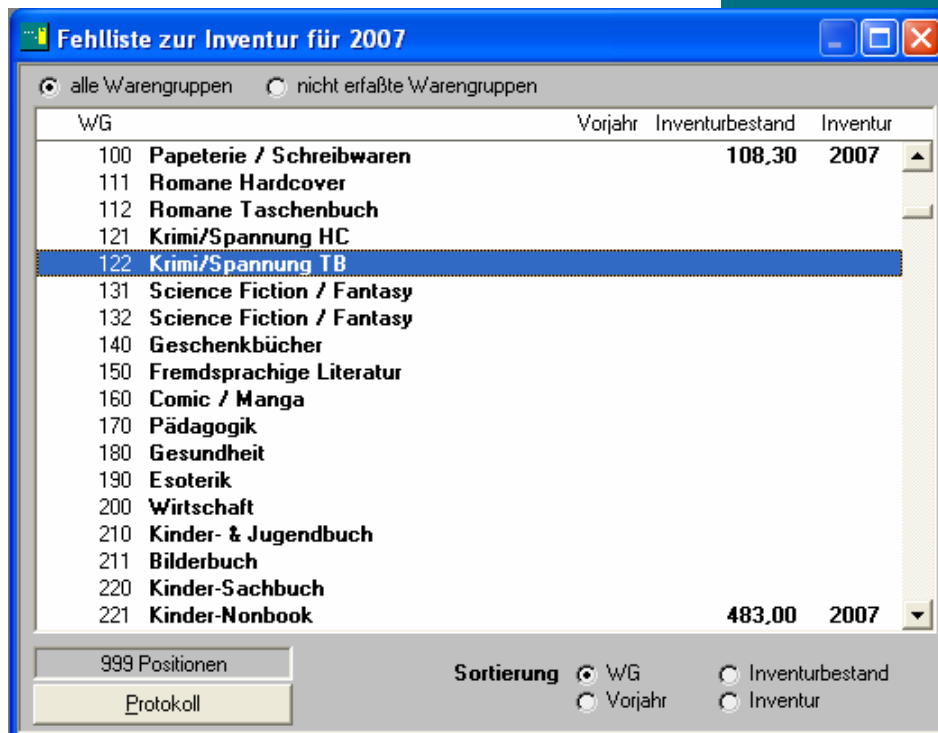 Fehlliste zur Inventur für 2007
alle Warengruppen nicht erfaßte Warengruppen
WG Vorjahr Inventurbestand Inventur
100 Papeterie / Schreibwaren 108,30 2007
111 Romane Hardcover
112 Romane Taschenbuch
121 Krimi/Spannung HC
122 Krimi/Spannung TB
131 Science Fiction / Fantasy
132 Science Fiction / Fantasy
140 Geschenkbücher
150 Fremdsprachige Literatur
160 Comic / Manga
170 Pädagogik
180 Gesundheit
190 Esoterik
200 Wirtschaft
210 Kinder- & Jugendbuch
211 Bilderbuch
220 Kinder-Sachbuch
221 Kinder-Nonbook 483,00 2007
999 Positionen
Sortierung WG Inventurbestand
Protokoll Vorjahr Inventur